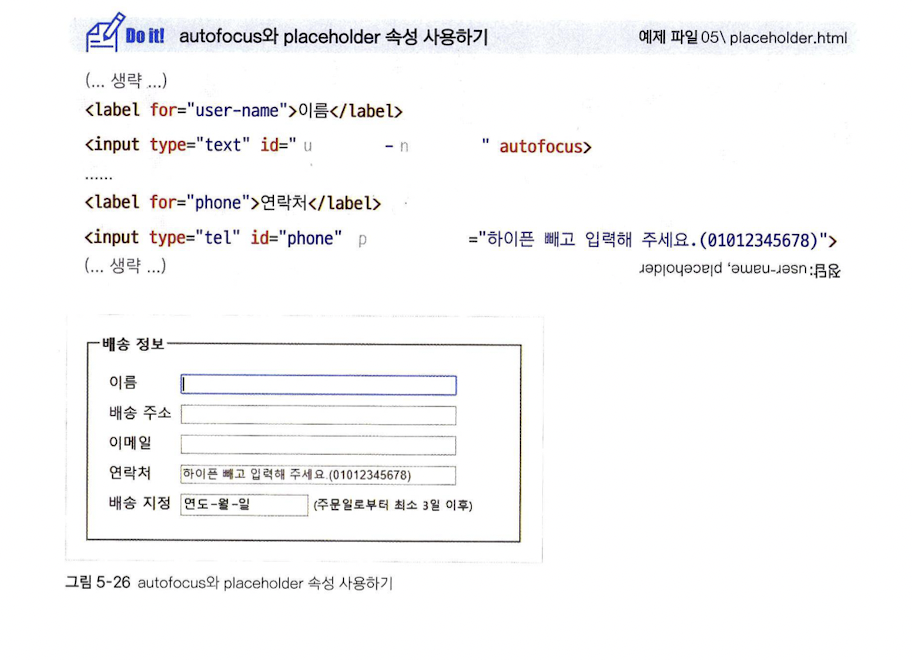 Do it! autofocus와 placeholder 속성 사용하기 예제 파일 05\ placeholder.html
(... 생략 ...)
<label for="user-name">이름</label>
<input type="text" id=" u - n " autofocus>
......
<label for="phone">연락처</label>
<input type="tel" id="phone" p ="하이픈 빼고 입력해 주세요.(01012345678)">
(... 생략 ...)
정답: user-name, placeholder
배송 정보
이름
배송 주소
이메일
연락처 하이픈 빼고 입력해 주세요.(01012345678)
배송 지정 연도-월-일 (주문일로부터 최소 3일 이후)
그림 5-26 autofocus와 placeholder 속성 사용하기